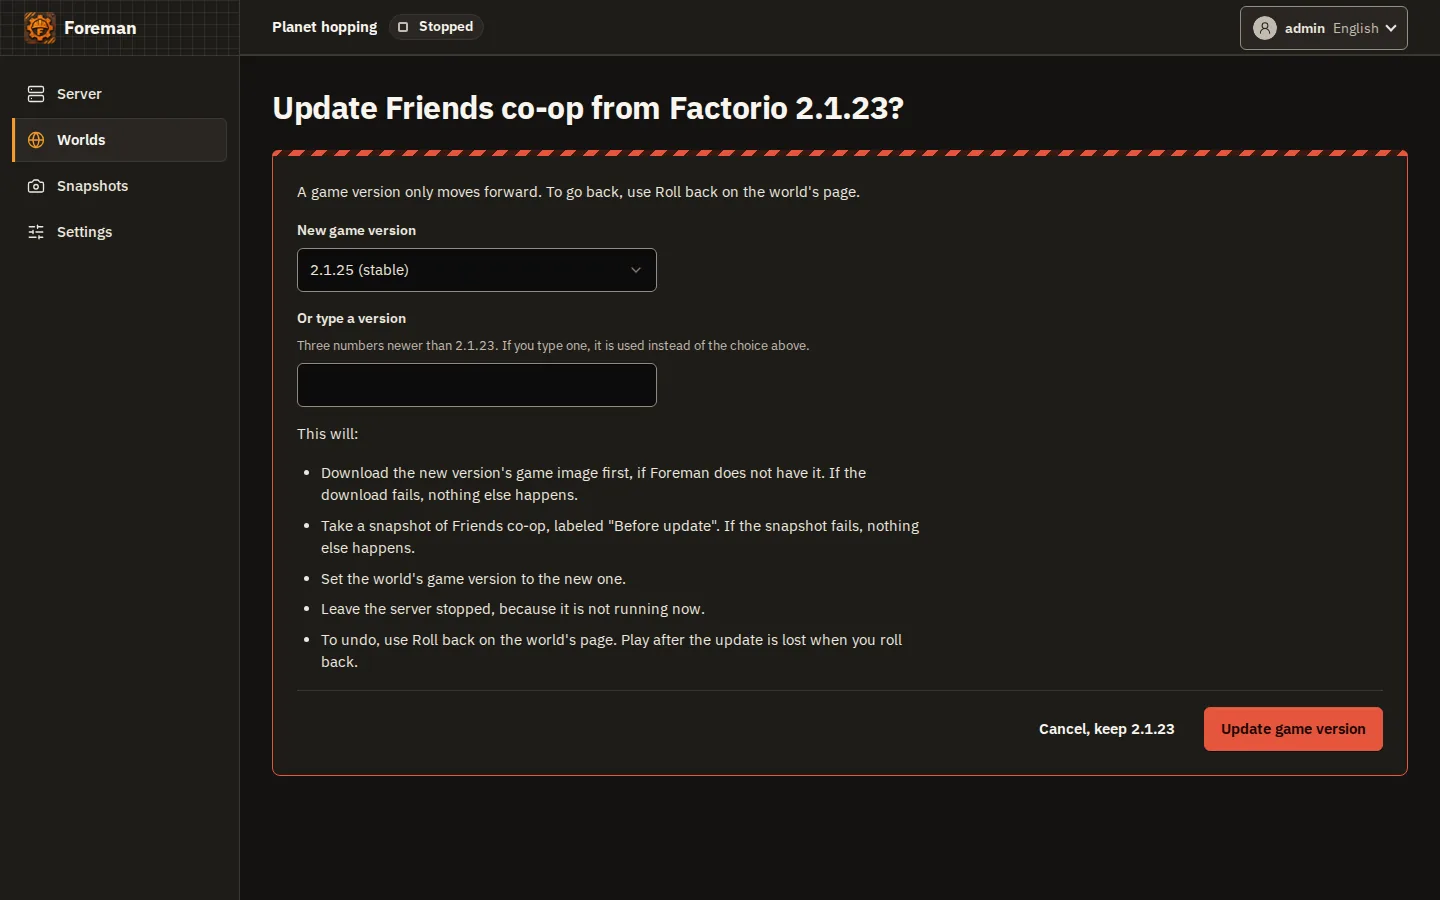 Foreman
Planet hopping
Stopped
admin English
Server
Worlds
Snapshots
Settings
Update Friends co-op from Factorio 2.1.23?
A game version only moves forward. To go back, use Roll back on the world's page.
New game version
2.1.25 (stable)
Or type a version
Three numbers newer than 2.1.23. If you type one, it is used instead of the choice above.
This will:
Download the new version's game image first, if Foreman does not have it. If the
download fails, nothing else happens.
Take a snapshot of Friends co-op, labeled "Before update". If the snapshot fails, nothing
else happens.
Set the world's game version to the new one.
Leave the server stopped, because it is not running now.
To undo, use Roll back on the world's page. Play after the update is lost when you roll
back.
Cancel, keep 2.1.23
Update game version